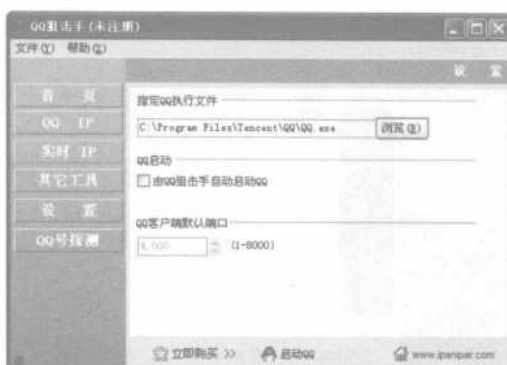 QQ狙击手(未注册)
文件(Y) 帮助(Q)
设 置
首 页
QQ IP
实时 IP
其它工具
设 置
QQ号探测
指定QQ执行文件
C:\Program Files\Tencent\QQ\QQ.exe
浏览(Q)
QQ启动
由QQ狙击手自动启动QQ
QQ客户端默认端口
4,000
(1-8000)
立即购买 >>
启动QQ
www.ipsniper.com